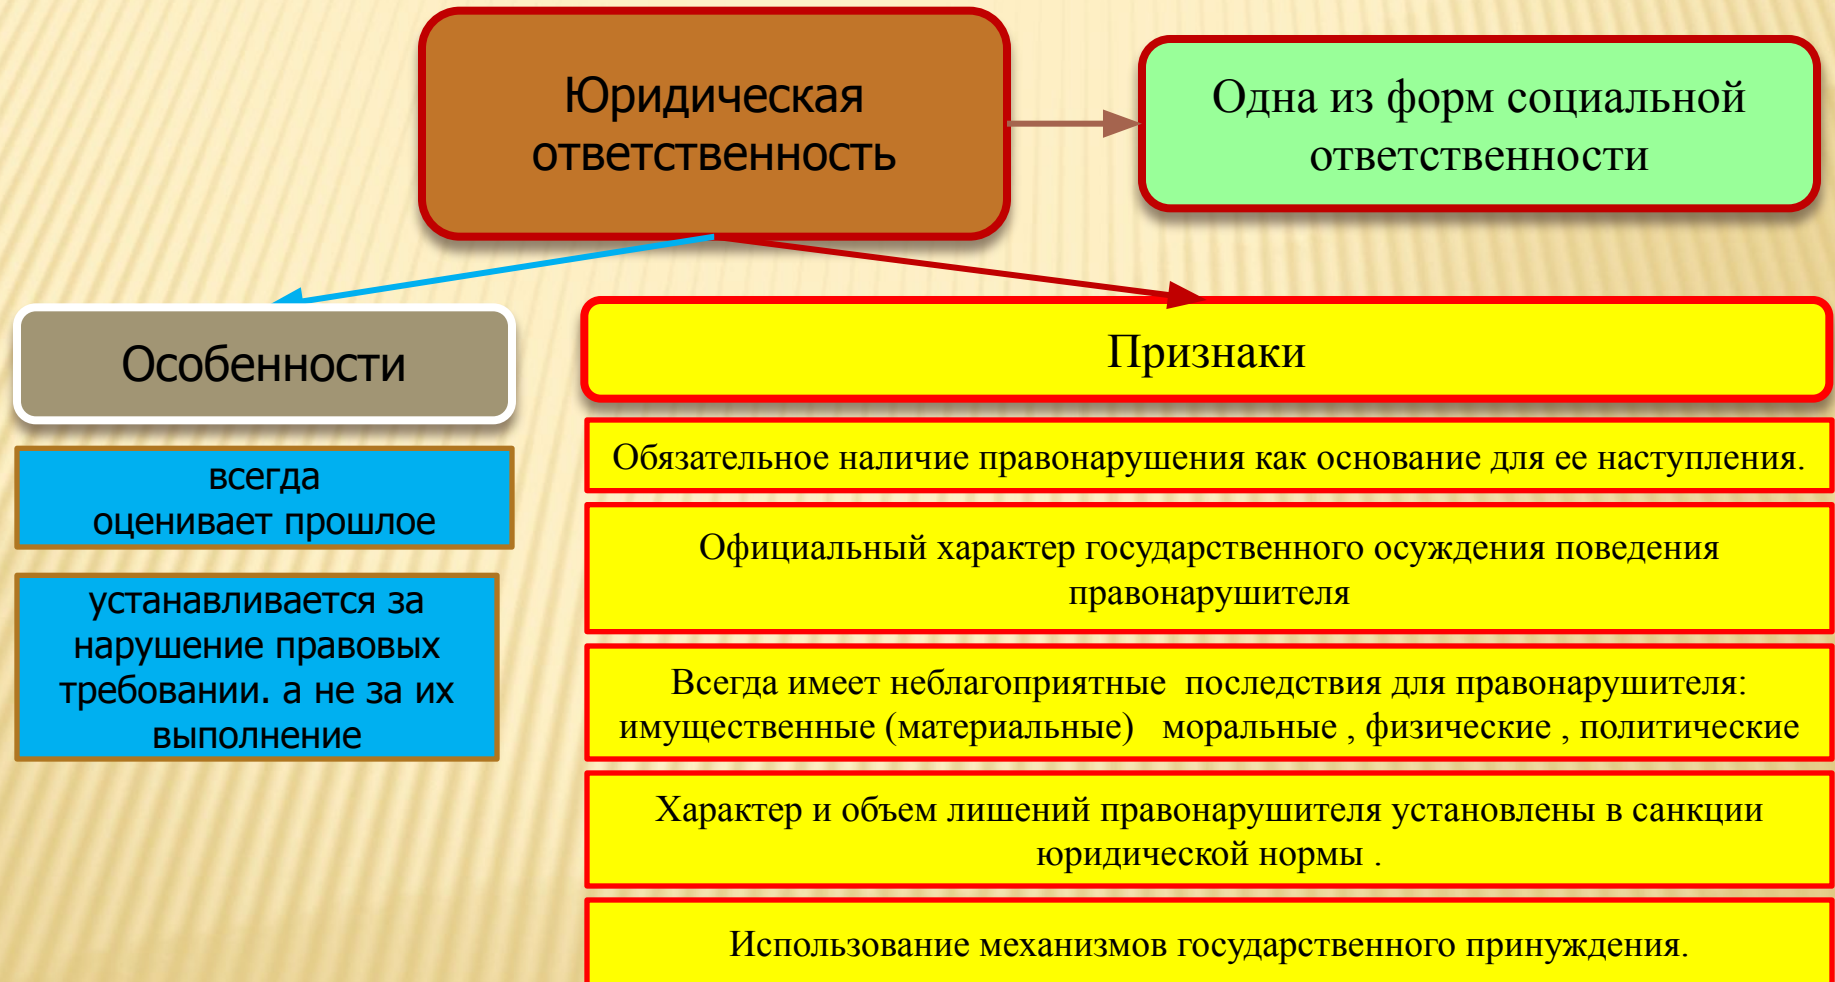 Юридическая
ответственность
Одна из форм социальной
ответственности
Особенности
всегда
оценивает прошлое
устанавливается за
нарушение правовых
требовании. а не за их
выполнение
Признаки
Обязательное наличие правонарушения как основание для ее наступления.
Официальный характер государственного осуждения поведения
правонарушителя
Всегда имеет неблагоприятные  последствия для правонарушителя:
имущественные (материальные)   моральные , физические , политические
Характер и объем лишений правонарушителя установлены в санкции
юридической нормы .
Использование механизмов государственного принуждения.